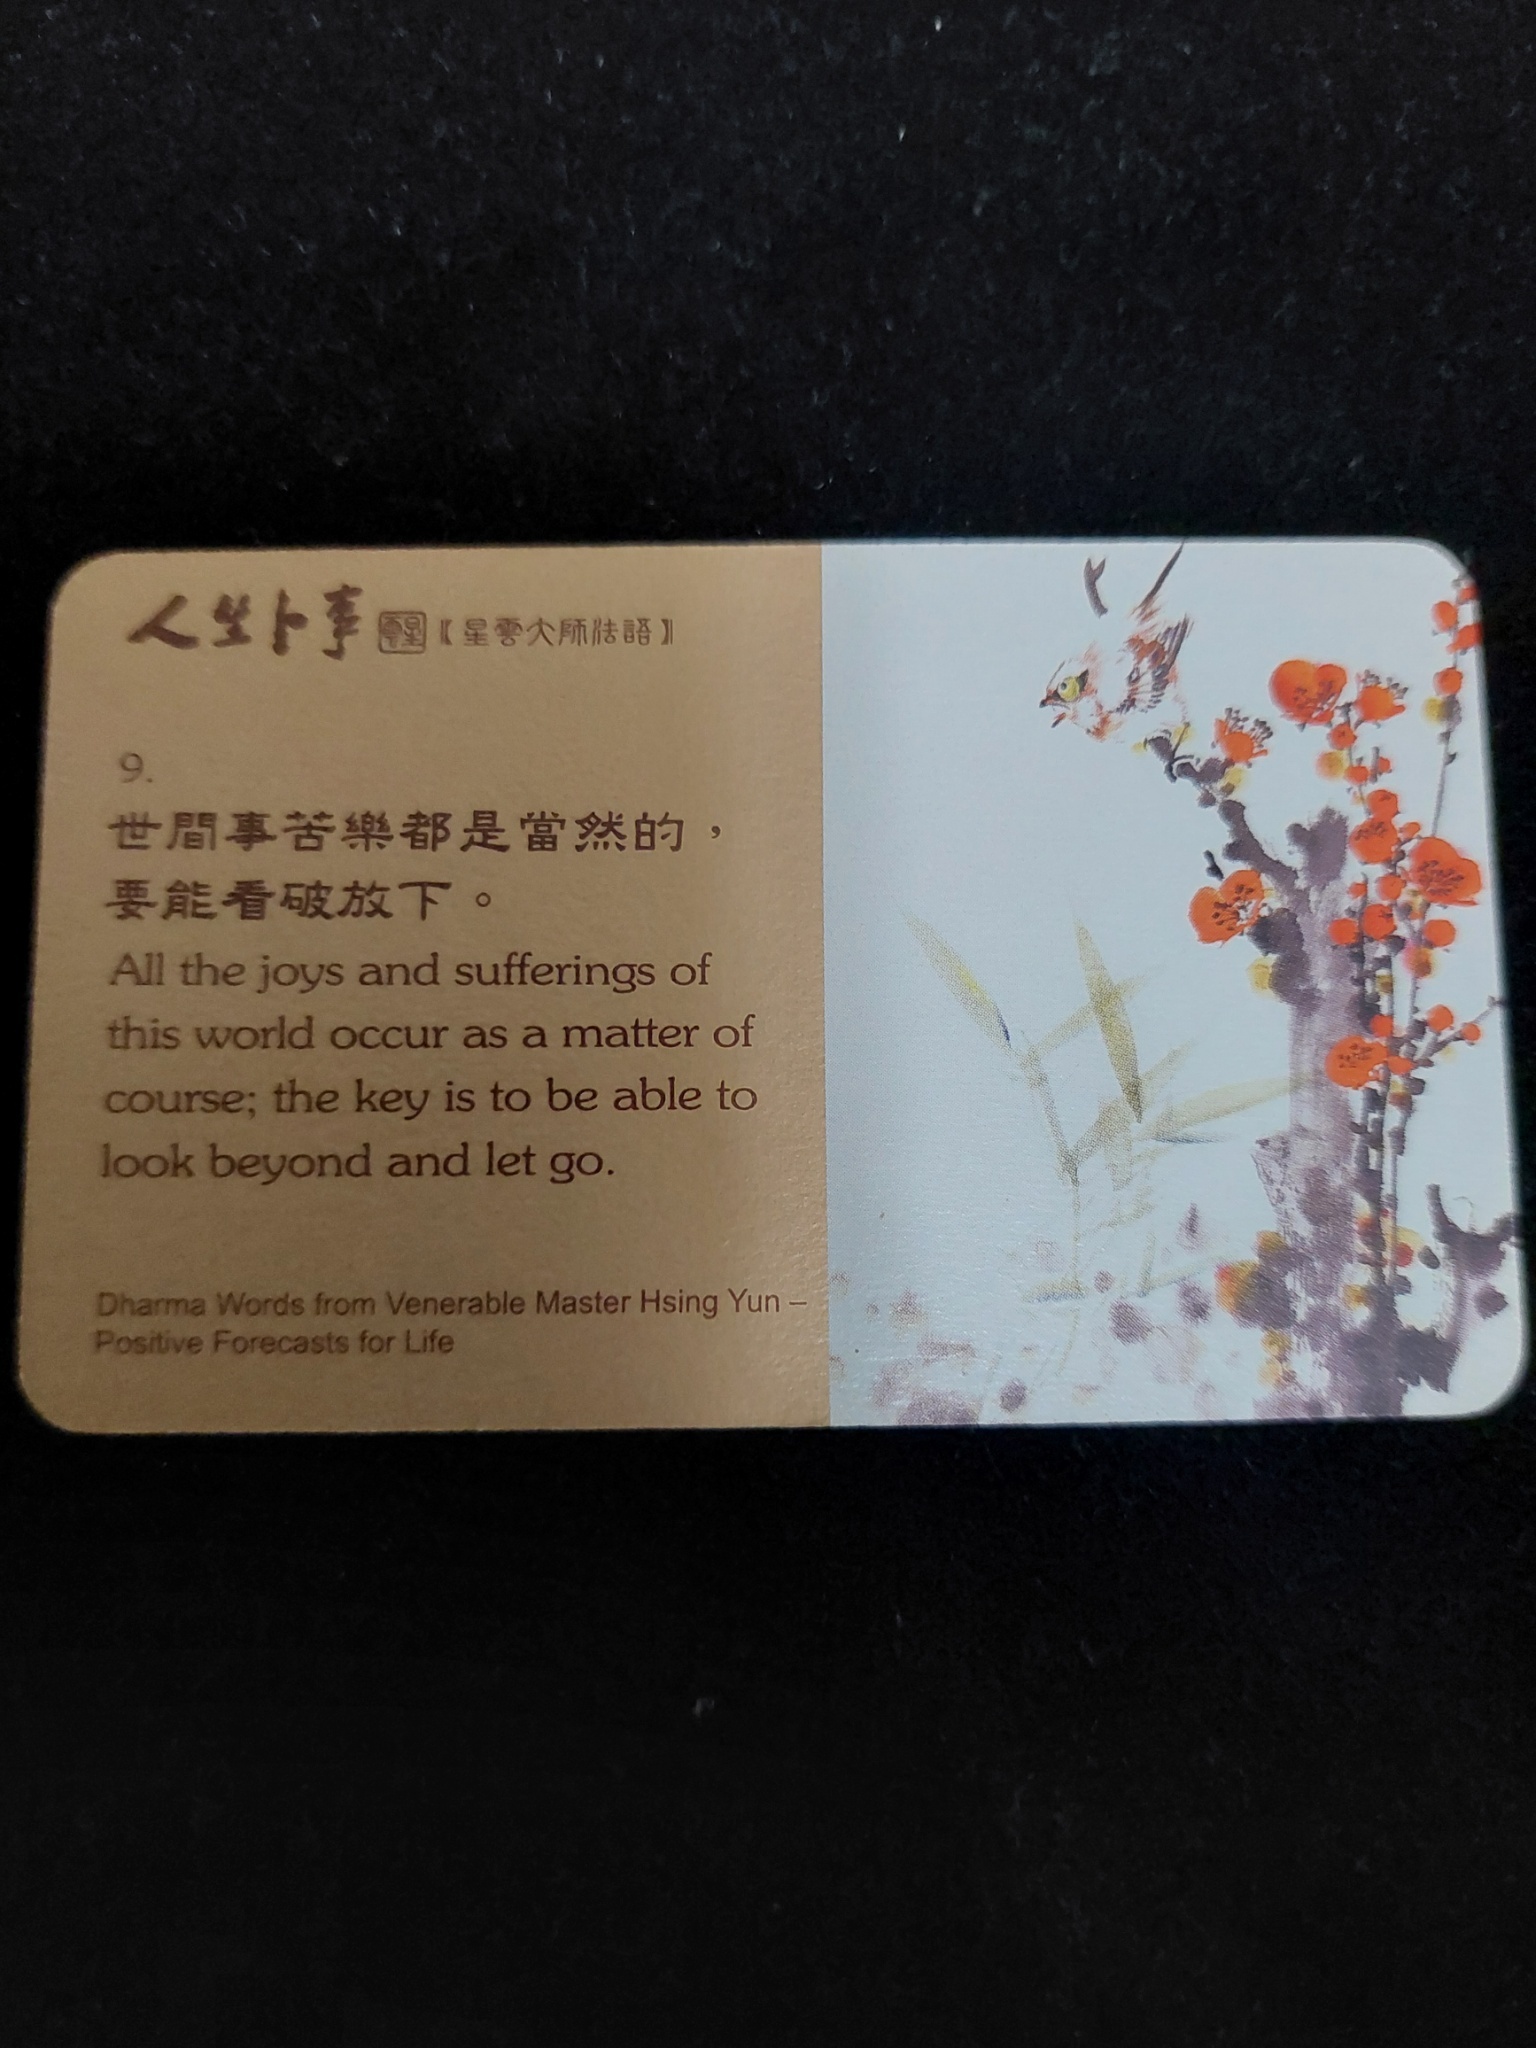 人生卜事 雲星《星雲大師法語》
9.
世間事苦樂都是當然的，
要能看破放下。
All the joys and sufferings of
this world occur as a matter of
course; the key is to be able to
look beyond and let go.
Dharma Words from Venerable Master Hsing Yun –
Positive Forecasts for Life